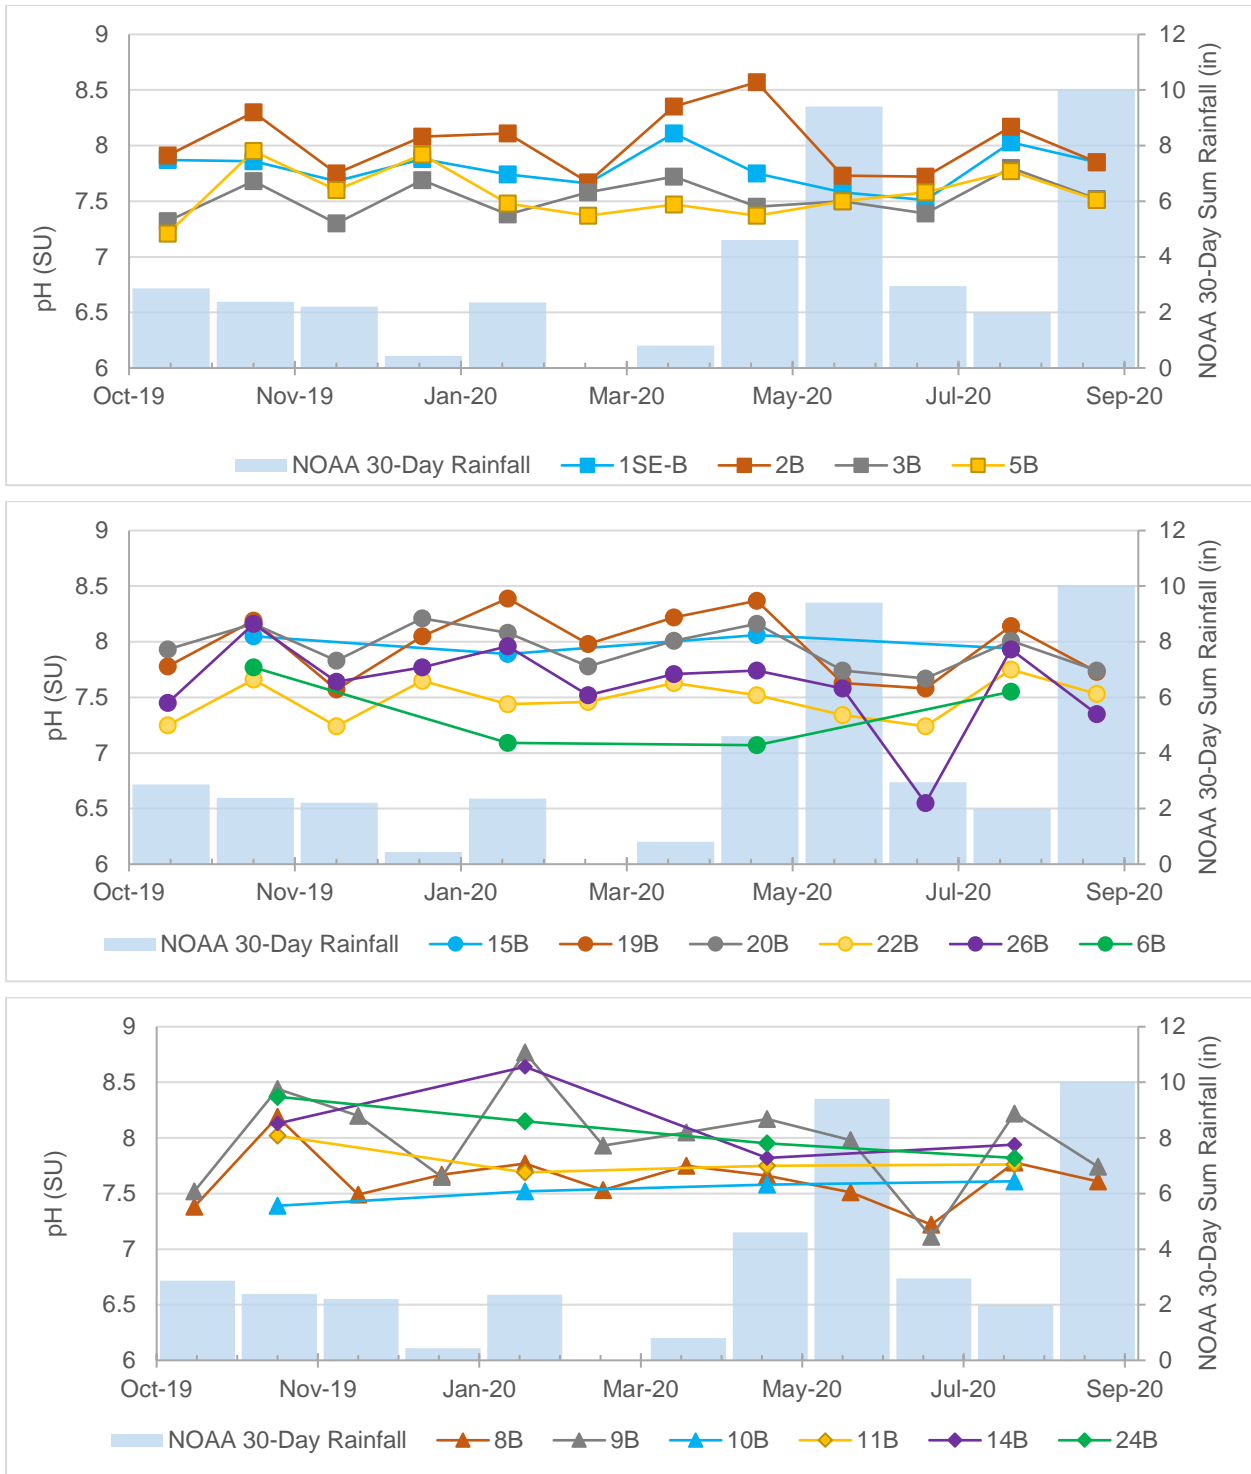 9 12
8.5 10
8 8
7.5 6
7 4
6.5 2
6 0
pH (SU)
NOAA 30-Day Sum Rainfall (in)
Oct-19 Nov-19 Jan-20 Mar-20 May-20 Jul-20 Sep-20
NOAA 30-Day Rainfall 1SE-B 2B 3B 5B
9 12
8.5 10
8 8
7.5 6
7 4
6.5 2
6 0
pH (SU)
NOAA 30-Day Sum Rainfall (in)
Oct-19 Nov-19 Jan-20 Mar-20 May-20 Jul-20 Sep-20
NOAA 30-Day Rainfall 15B 19B 20B 22B 26B 6B
9 12
8.5 10
8 8
7.5 6
7 4
6.5 2
6 0
pH (SU)
NOAA 30-Day Sum Rainfall (in)
Oct-19 Nov-19 Jan-20 Mar-20 May-20 Jul-20 Sep-20
NOAA 30-Day Rainfall 8B 9B 10B 11B 14B 24B